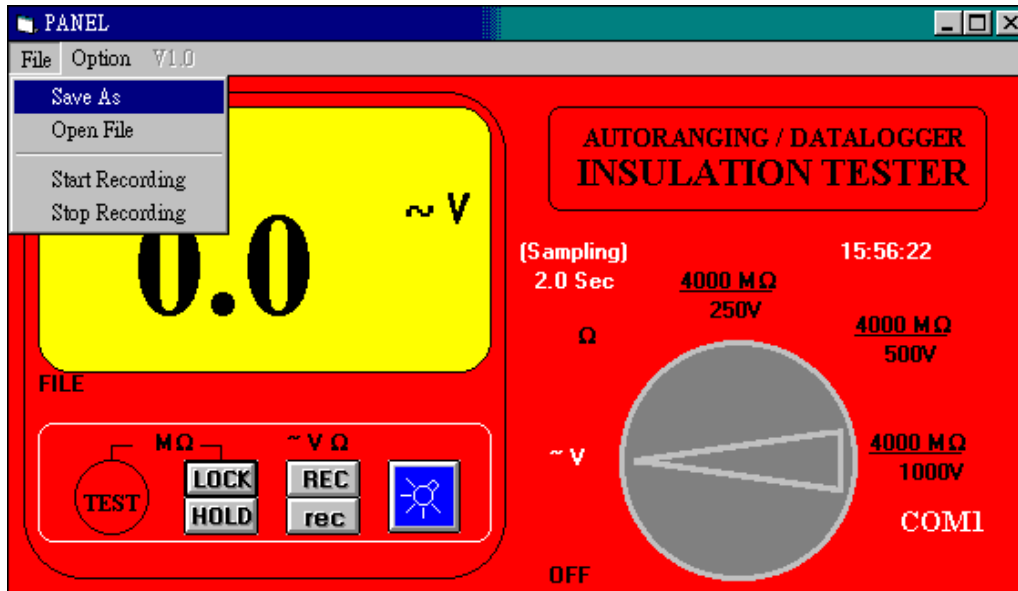 PANEL
File Option V1.0
Save As
Open File
Start Recording
Stop Recording
0.0
~ V
FILE
MΩ
~ V Ω
TEST
LOCK
HOLD
REC
rec
AUTORANGING / DATALOGGER
INSULATION TESTER
(Sampling)
2.0 Sec
15:56:22
4000 MΩ
250V
4000 MΩ
500V
Ω
4000 MΩ
1000V
~ V
COM1
OFF